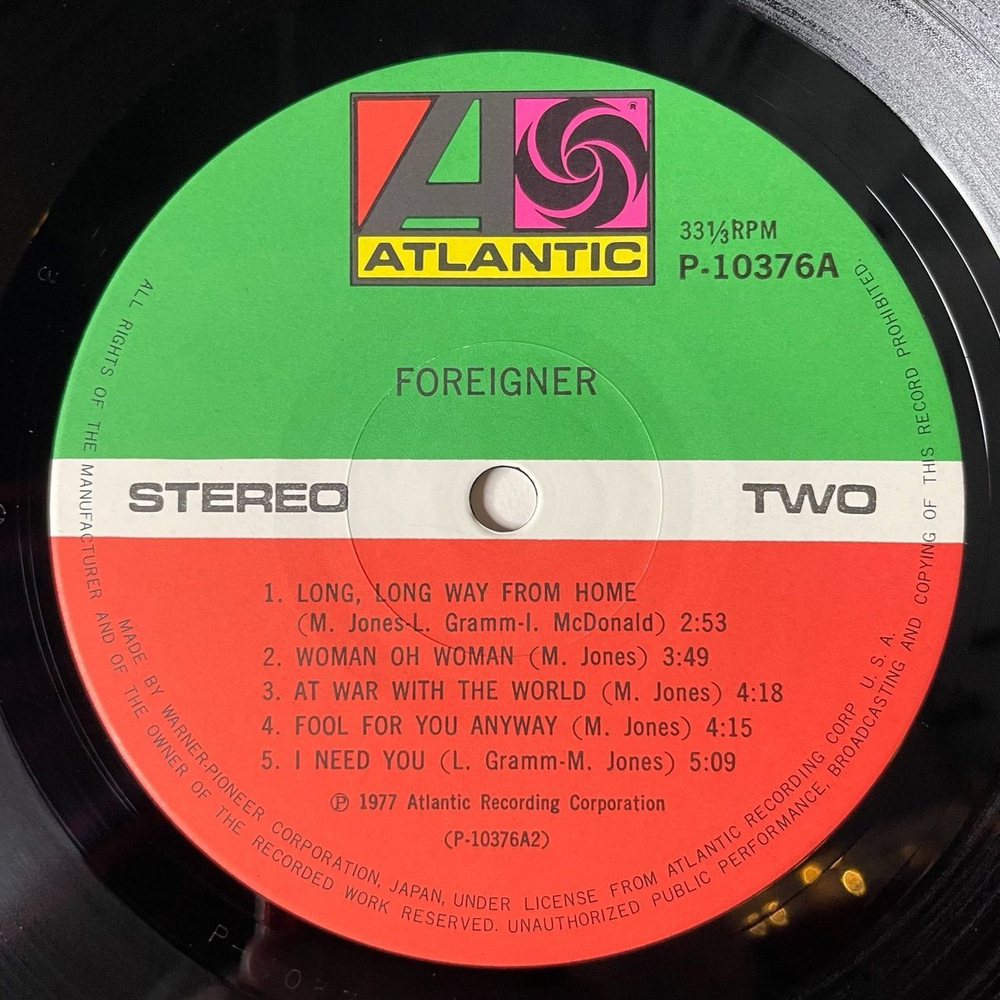 ATLANTIC
33⅓RPM
P-10376A
FOREIGNER
STEREO
TWO
1. LONG, LONG WAY FROM HOME
(M. Jones-L. Gramm-I. McDonald) 2:53
2. WOMAN OH WOMAN (M. Jones) 3:49
3. AT WAR WITH THE WORLD (M. Jones) 4:18
4. FOOL FOR YOU ANYWAY (M. Jones) 4:15
5. I NEED YOU (L. Gramm-M. Jones) 5:09
Ⓟ 1977 Atlantic Recording Corporation
(P-10376A2)
MADE BY WARNER-PIONEER CORPORATION, JAPAN, UNDER LICENSE FROM ATLANTIC RECORDING CORP U. S. A.
ALL RIGHTS OF THE MANUFACTURER AND OF THE OWNER OF THE RECORDED WORK RESERVED. UNAUTHORIZED PUBLIC PERFORMANCE, BROADCASTING AND COPYING OF THIS RECORD PROHIBITED.